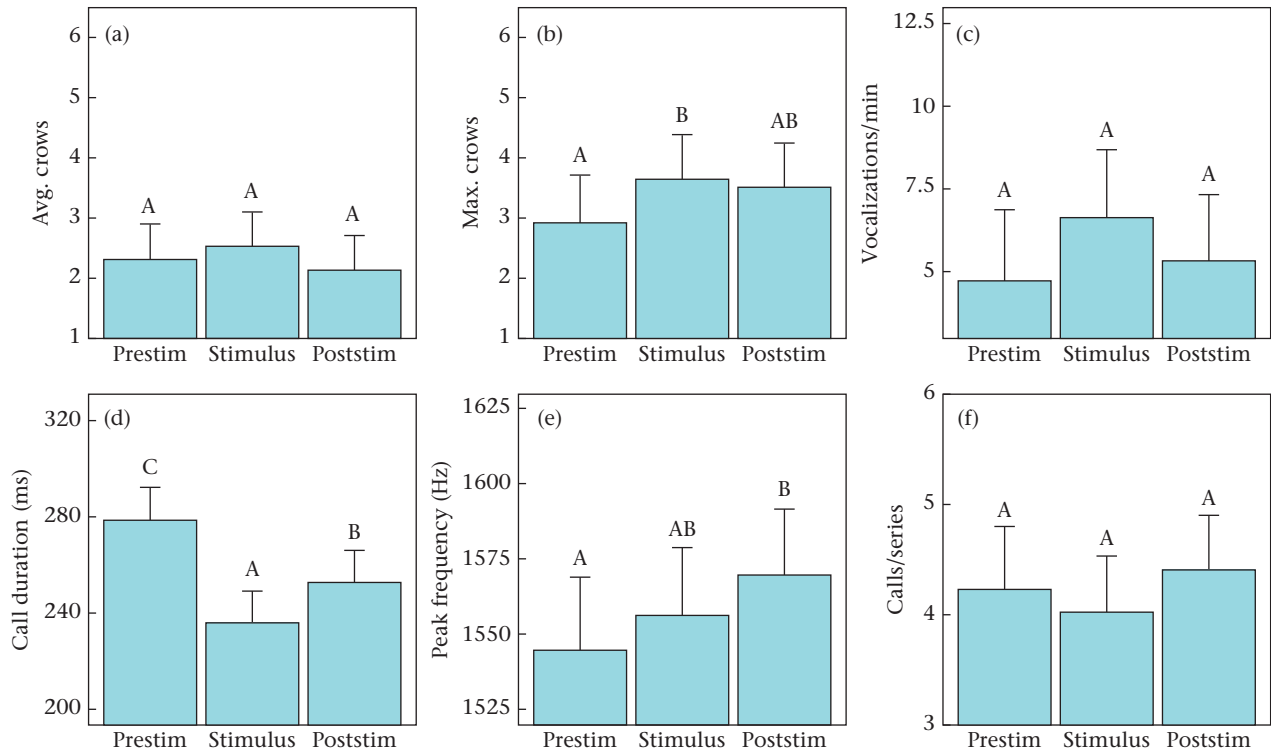 (a)
Avg. crows
6
5
4
3
2
1
A
A
A
Prestim Stimulus Poststim
(b)
Max. crows
6
5
4
3
2
1
A
B
AB
Prestim Stimulus Poststim
(c)
Vocalizations/min
12.5
10
7.5
5
A
A
A
Prestim Stimulus Poststim
(d)
Call duration (ms)
320
280
240
200
C
A
B
Prestim Stimulus Poststim
(e)
Peak frequency (Hz)
1625
1600
1575
1550
1525
A
AB
B
Prestim Stimulus Poststim
(f)
Calls/series
6
5
4
3
A
A
A
Prestim Stimulus Poststim